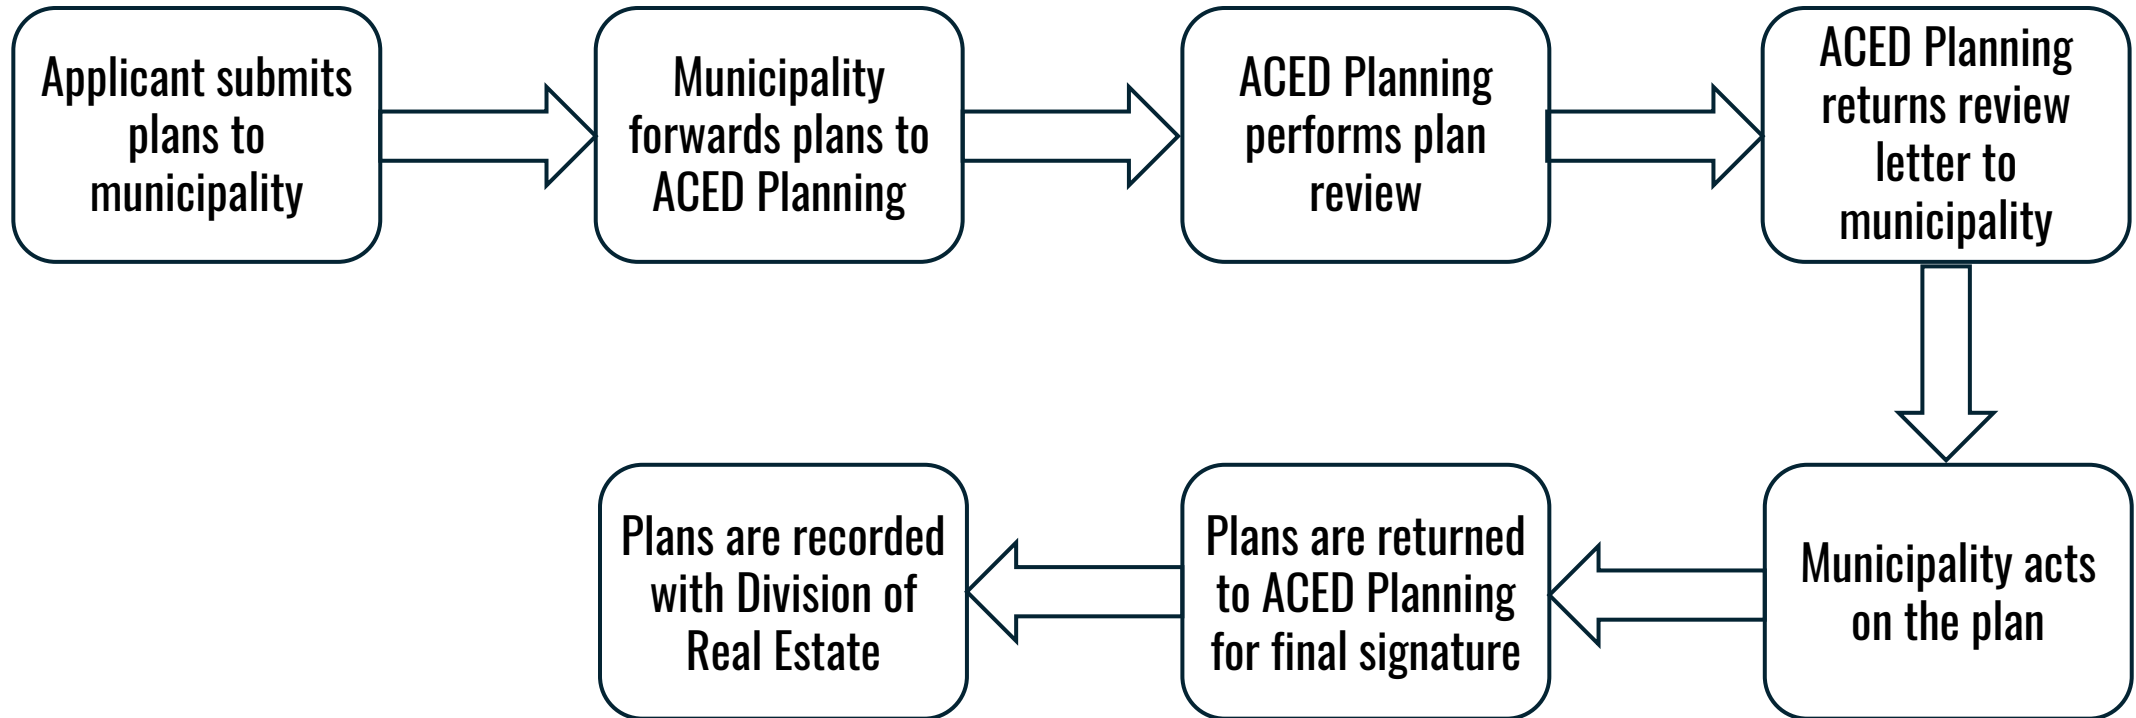 Applicant submits
plans to
municipality
Municipality
forwards plans to
ACED Planning
ACED Planning
performs plan
review
ACED Planning
returns review
letter to
municipality
Municipality acts
on the plan
Plans are returned
to ACED Planning
for final signature
Plans are recorded
with Division of
Real Estate